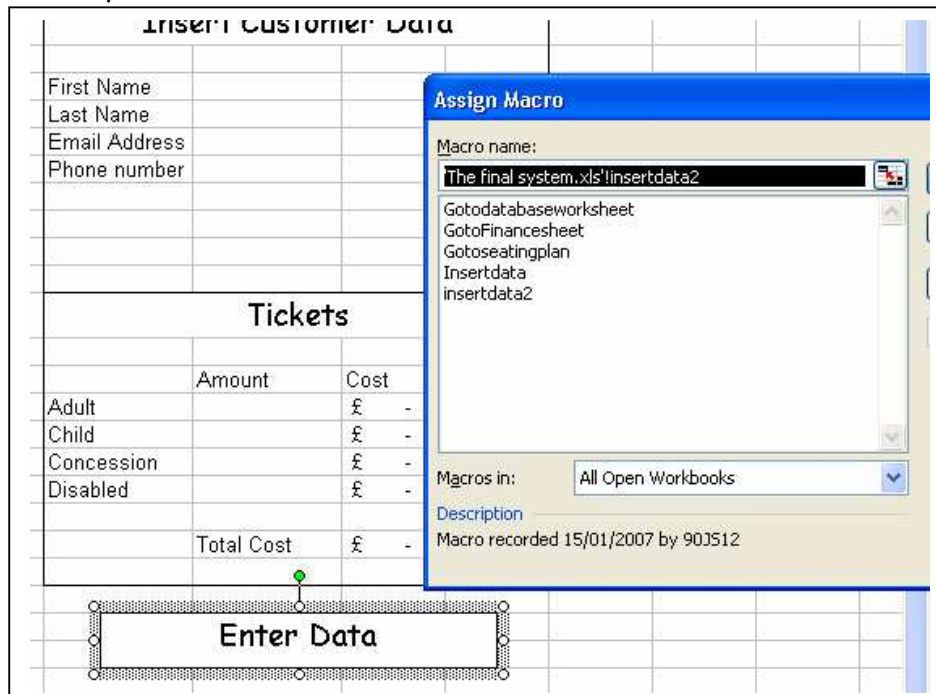 Insert Customer Data
First Name
Last Name
Email Address
Phone number
Tickets
Amount Cost
Adult £ -
Child £ -
Concession £ -
Disabled £ -
Total Cost £ -
Enter Data
Assign Macro
Macro name:
'The final system.xls'!insertdata2
Gotodatabaseworksheet
GotoFinancesheet
Gotoseatingplan
Insertdata
insertdata2
Macros in: All Open Workbooks
Description
Macro recorded 15/01/2007 by 90JS12